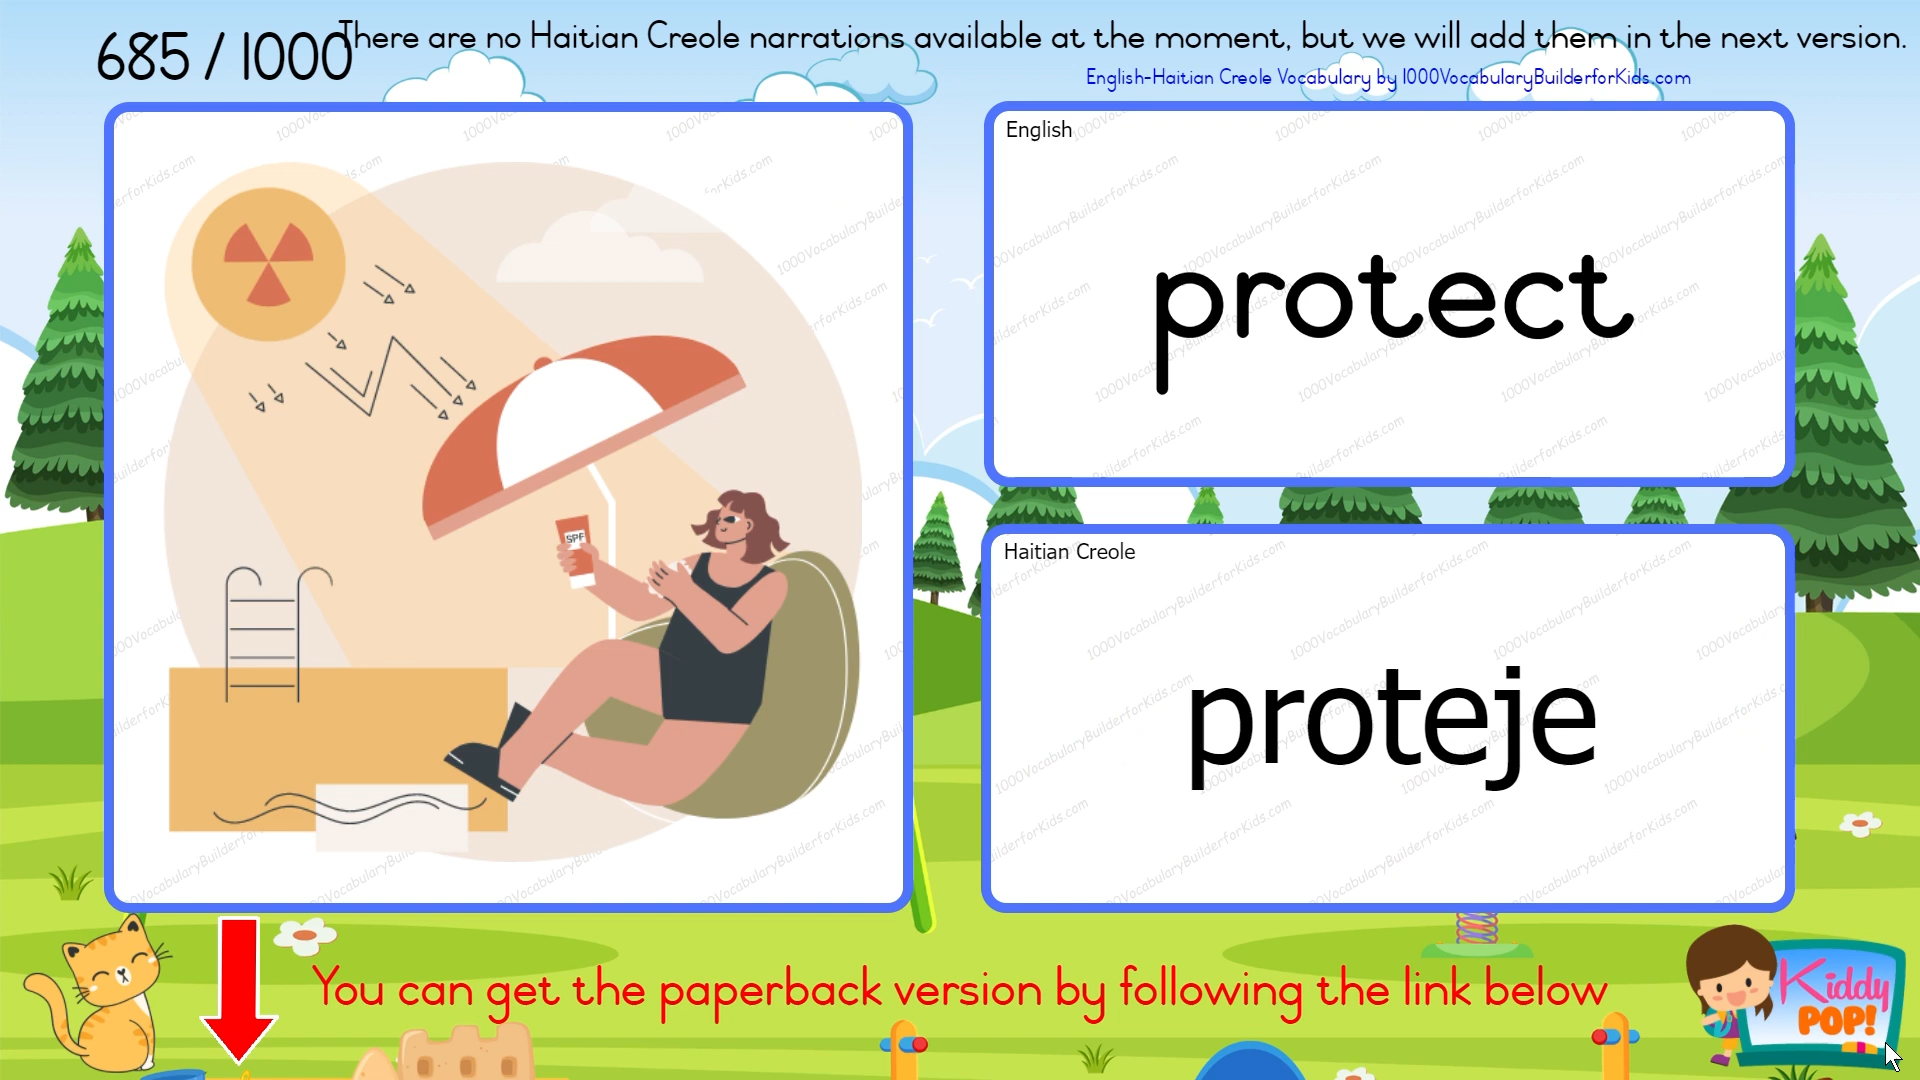 685 / 1000
There are no Haitian Creole narrations available at the moment, but we will add them in the next version.
English-Haitian Creole Vocabulary by 1000VocabularyBuilderforKids.com
English
protect
SPF
Haitian Creole
proteje
You can get the paperback version by following the link below
Kiddy
POP!